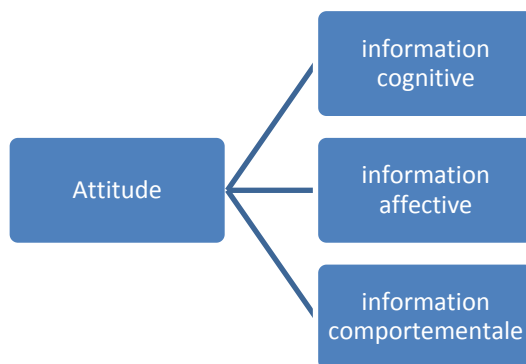 information
cognitive
Attitude
information
affective
information
comportementale